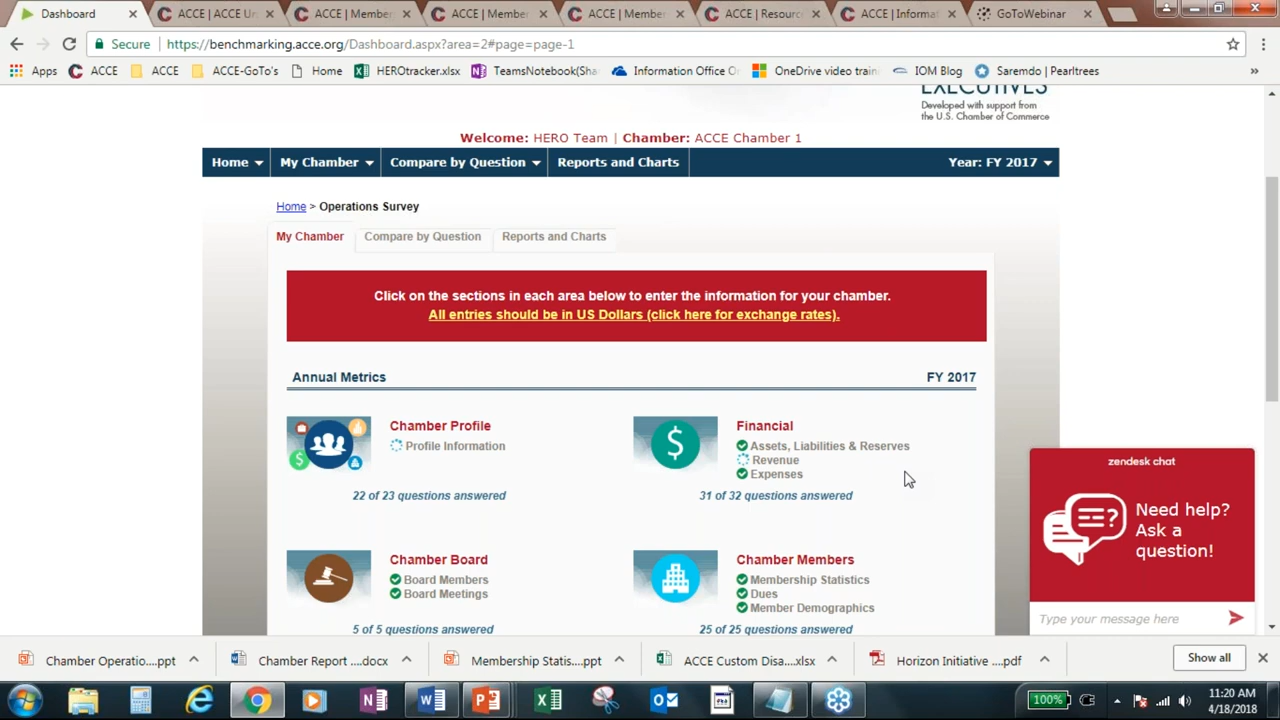 Dashboard
ACCE | ACCE Un
ACCE | Membe
ACCE | Membe
ACCE | Membe
ACCE | Resourc
ACCE | Informat
GoToWebinar
Secure
https://benchmarking.acce.org/Dashboard.aspx?area=2#page=page-1
Apps
ACCE
ACCE
ACCE-GoTo's
Home
HEROtracker.xlsx
TeamsNotebook(Sha
Information Office O
OneDrive video train
IOM Blog
Saremdo | Pearltrees
»
EXECUTIVES
Developed with support from
the U.S. Chamber of Commerce
Welcome: HERO Team | Chamber: ACCE Chamber 1
Home
My Chamber
Compare by Question
Reports and Charts
Year: FY 2017
Home > Operations Survey
My Chamber
Compare by Question
Reports and Charts
Click on the sections in each area below to enter the information for your chamber.
All entries should be in US Dollars (click here for exchange rates).
Annual Metrics
FY 2017
Chamber Profile
Profile Information
22 of 23 questions answered
$
Financial
Assets, Liabilities & Reserves
Revenue
Expenses
31 of 32 questions answered
Chamber Board
Board Members
Board Meetings
5 of 5 questions answered
Chamber Members
Membership Statistics
Dues
Member Demographics
25 of 25 questions answered
zendesk chat
Need help?
Ask a
question!
Type your message here
Chamber Operatio....ppt
Chamber Report ....docx
Membership Statis....ppt
ACCE Custom Disa....xlsx
Horizon Initiative ....pdf
Show all
100%
11:20 AM
4/18/2018